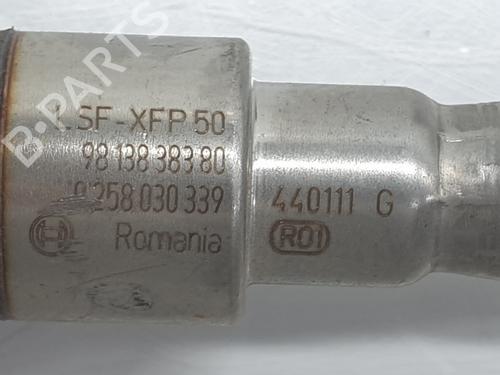 LSF-XFP 50
98 138 383 80
0 258 030 339
Romania
440111 G
R01
B-PARTS